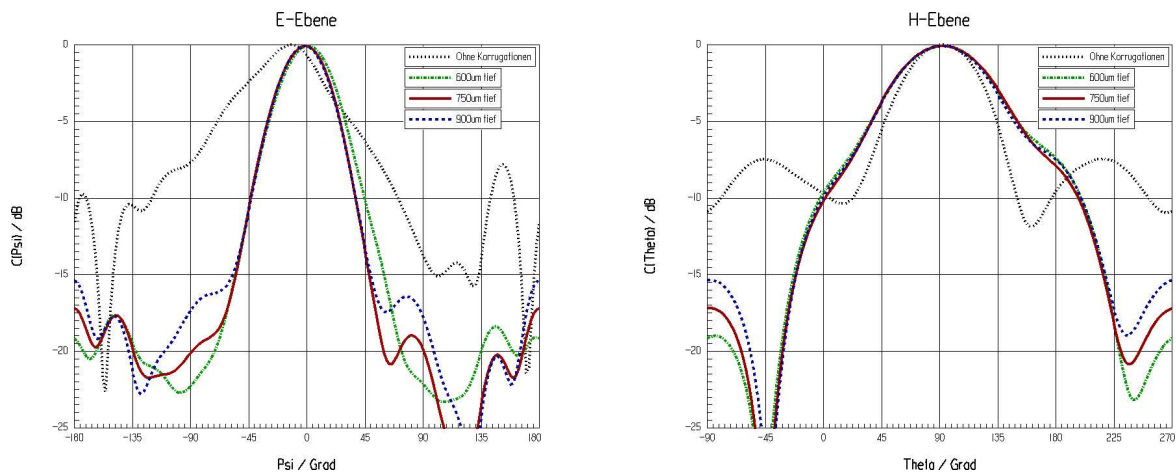 E-Ebene
C(Psi) / dB
0
−5
−10
−15
−20
−25
−180 −135 −90 −45 0 45 90 135 180
Psi / Grad
Ohne Korrugationen
600um tief
750um tief
900um tief
H-Ebene
C(Theta) / dB
0
−5
−10
−15
−20
−25
−90 −45 0 45 90 135 180 225 270
Theta / Grad
Ohne Korrugationen
600um tief
750um tief
900um tief